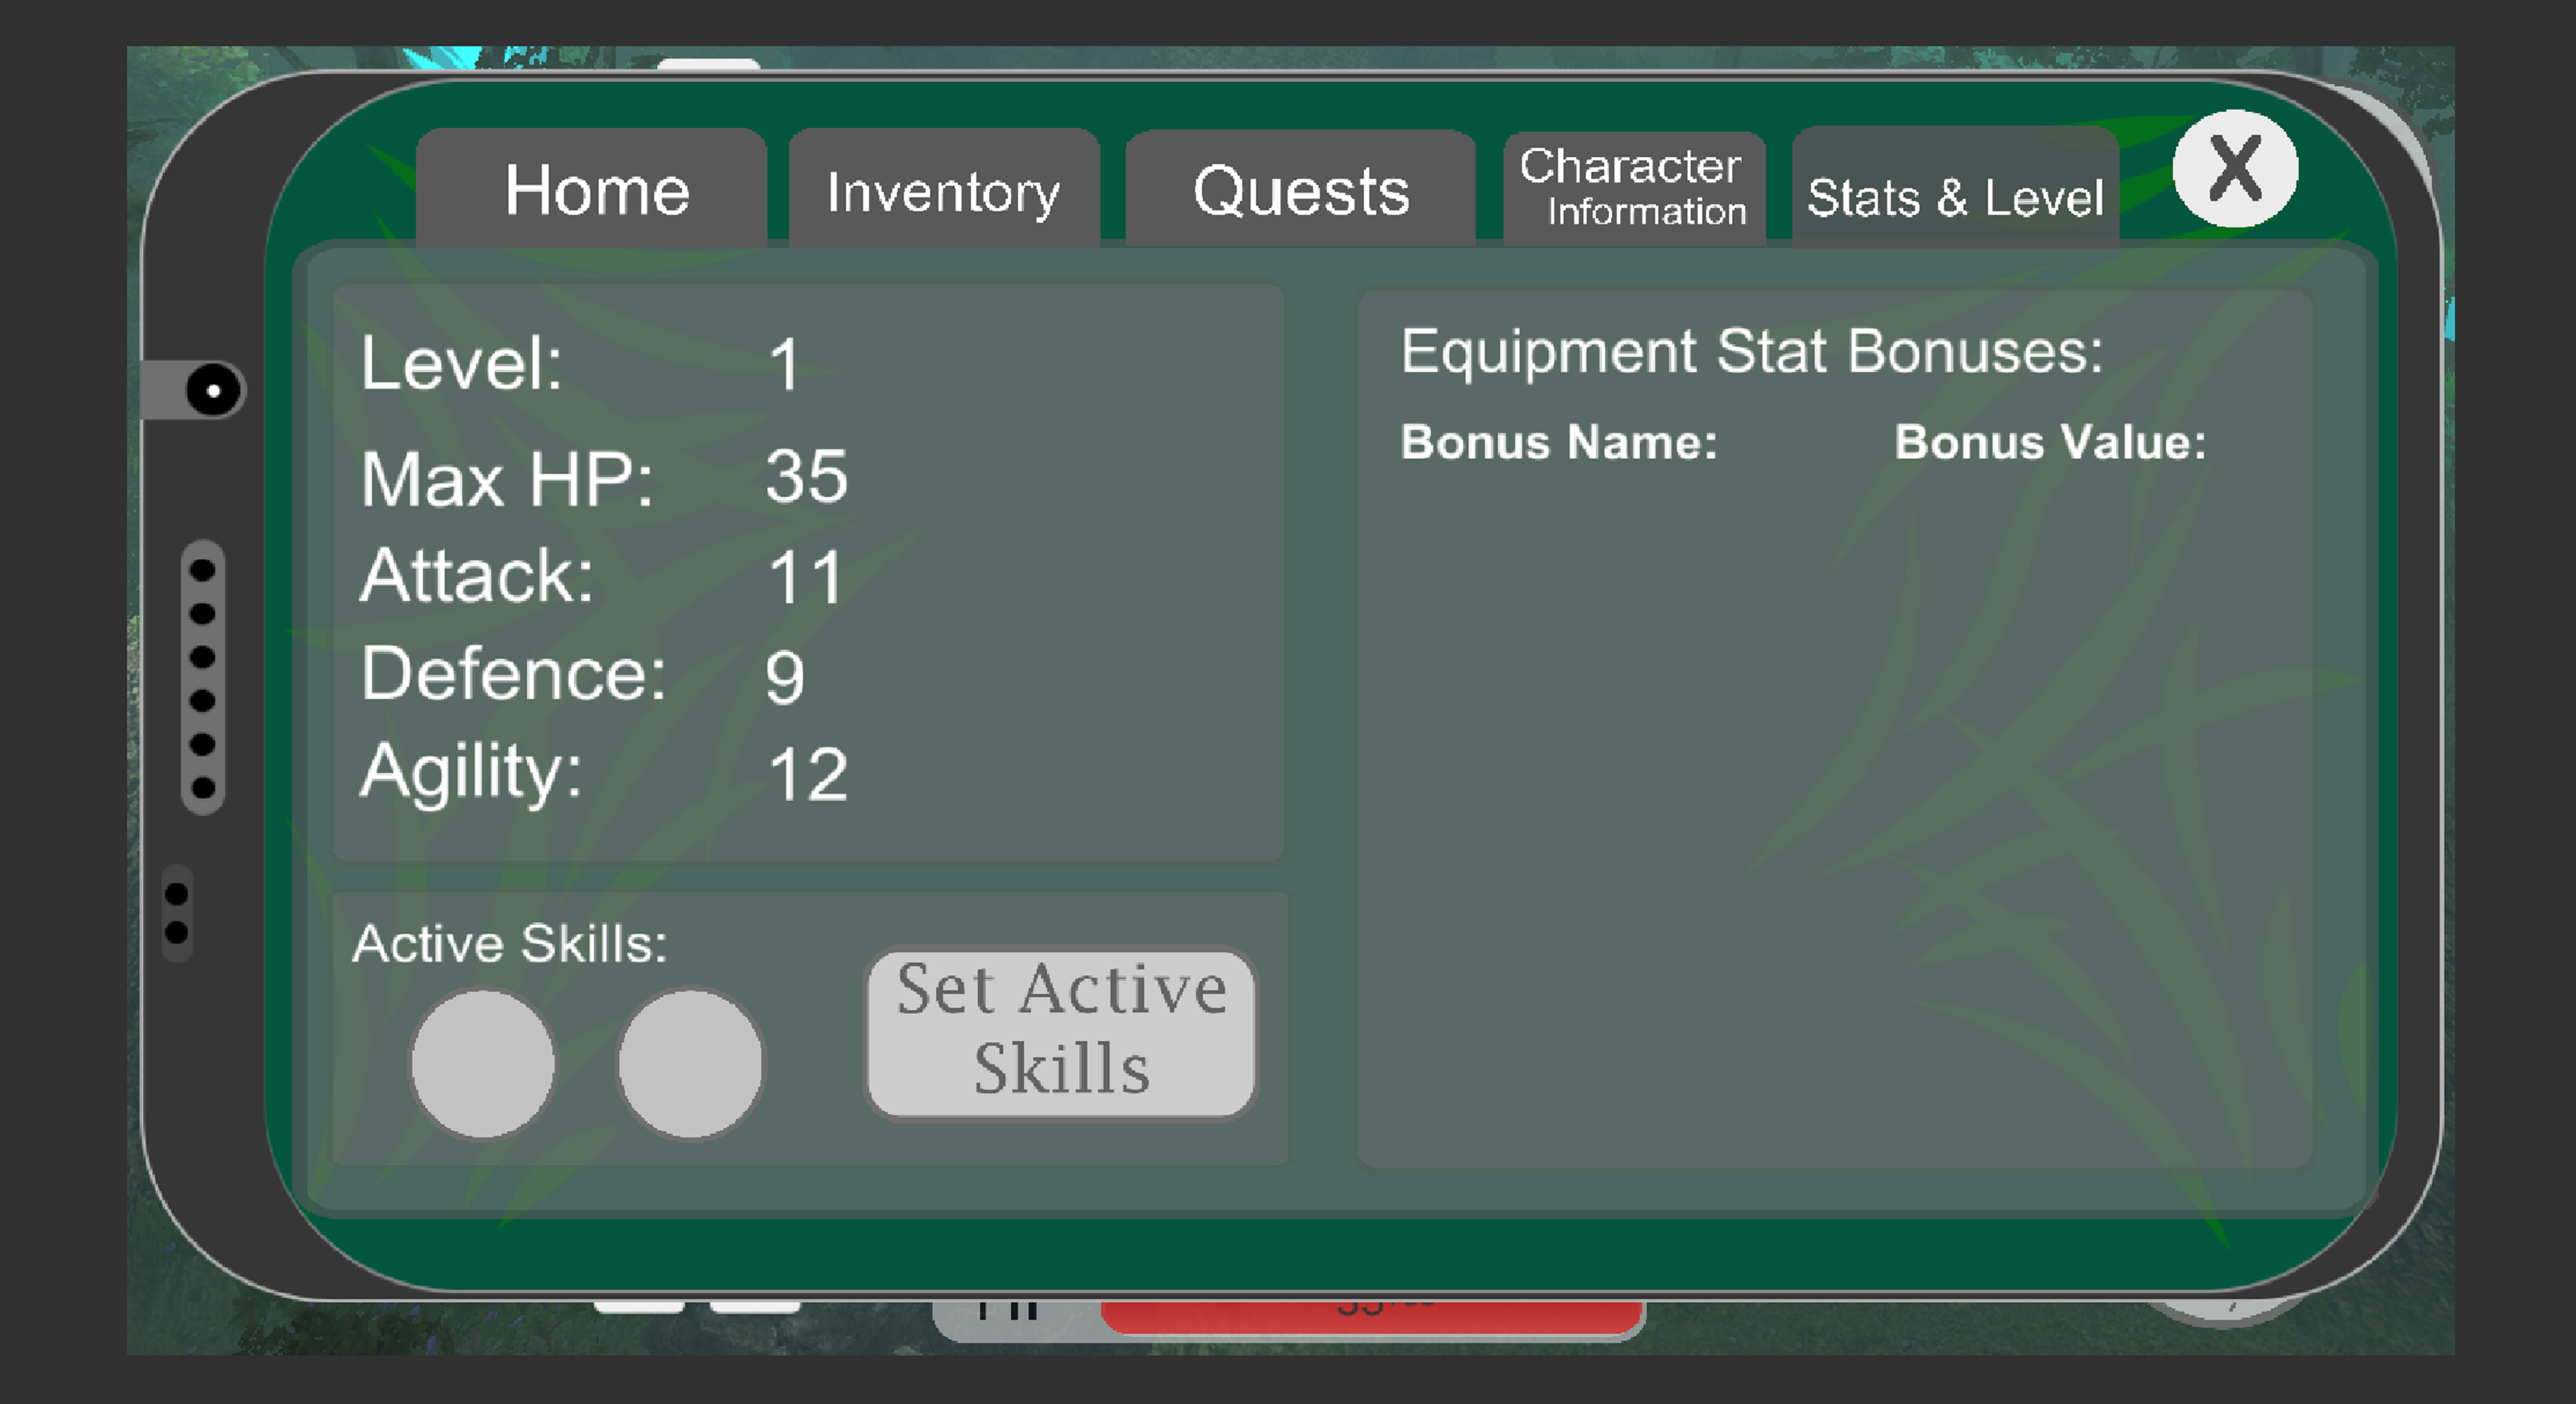 Home
Inventory
Quests
Character
Information
Stats & Level
X
Level: 1
Max HP: 35
Attack: 11
Defence: 9
Agility: 12
Active Skills:
Set Active
Skills
Equipment Stat Bonuses:
Bonus Name: Bonus Value: